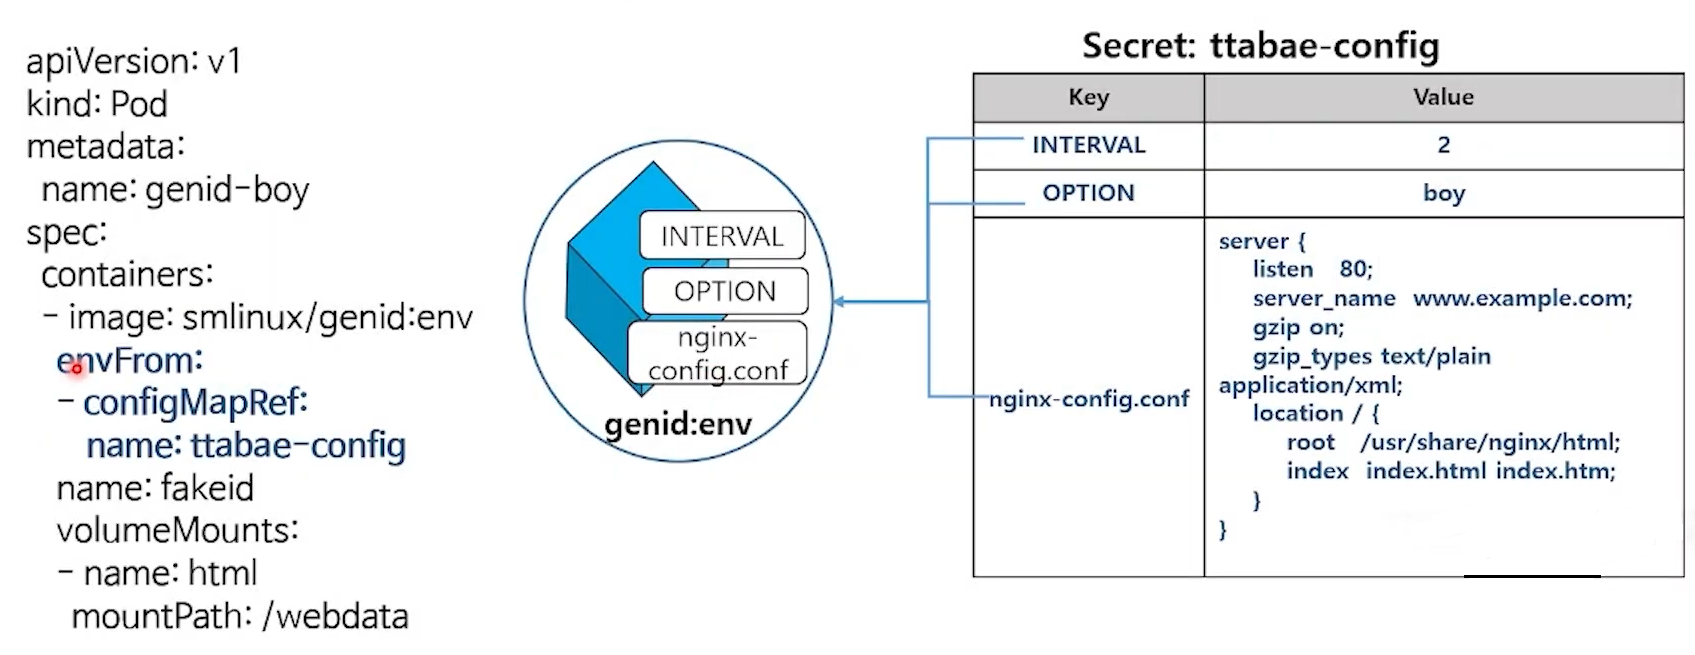 apiVersion: v1
kind: Pod
metadata:
name: genid-boy
spec:
containers:
- image: smlinux/genid:env
envFrom:
- configMapRef:
name: ttabae-config
name: fakeid
volumeMounts:
- name: html
mountPath: /webdata
INTERVAL
OPTION
nginx-
config.conf
genid:env
Secret: ttabae-config
Key Value
INTERVAL 2
OPTION boy
nginx-config.conf
server {
listen 80;
server_name www.example.com;
gzip on;
gzip_types text/plain
application/xml;
location / {
root /usr/share/nginx/html;
index index.html index.htm;
}
}